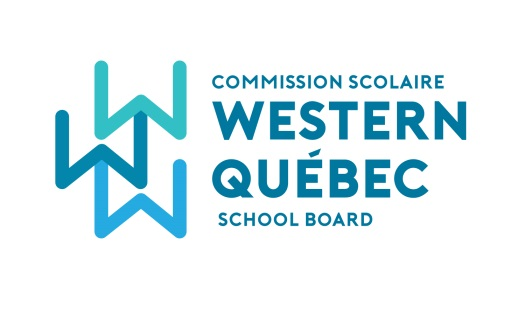 COMMISSION SCOLAIRE
WESTERN
QUÉBEC
SCHOOL BOARD